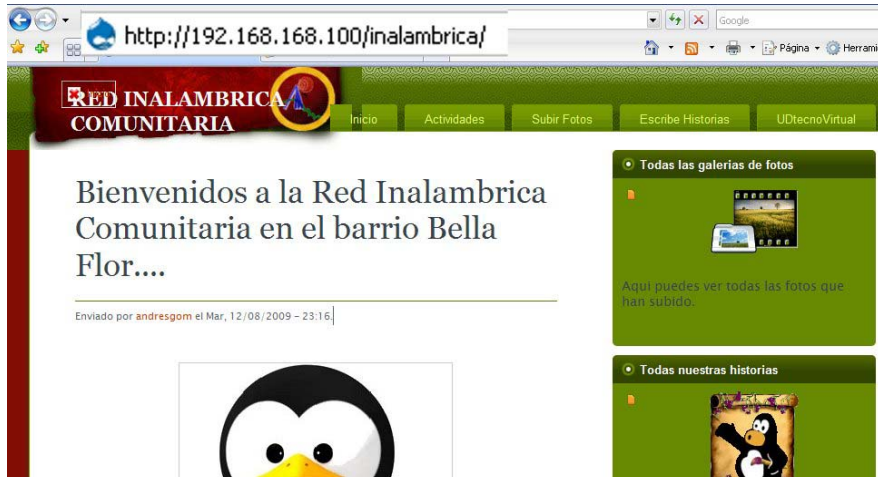 http://192.168.168.100/inalambrica/
Google
Página
Herrami
RED INALAMBRICA
COMUNITARIA
Inicio
Actividades
Subir Fotos
Escribe Historias
UDtecnoVirtual
Bienvenidos a la Red Inalambrica
Comunitaria en el barrio Bella
Flor....
Enviado por andresgom el Mar, 12/08/2009 – 23:16.
Todas las galerias de fotos
Aqui puedes ver todas las fotos que
han subido.
Todas nuestras historias